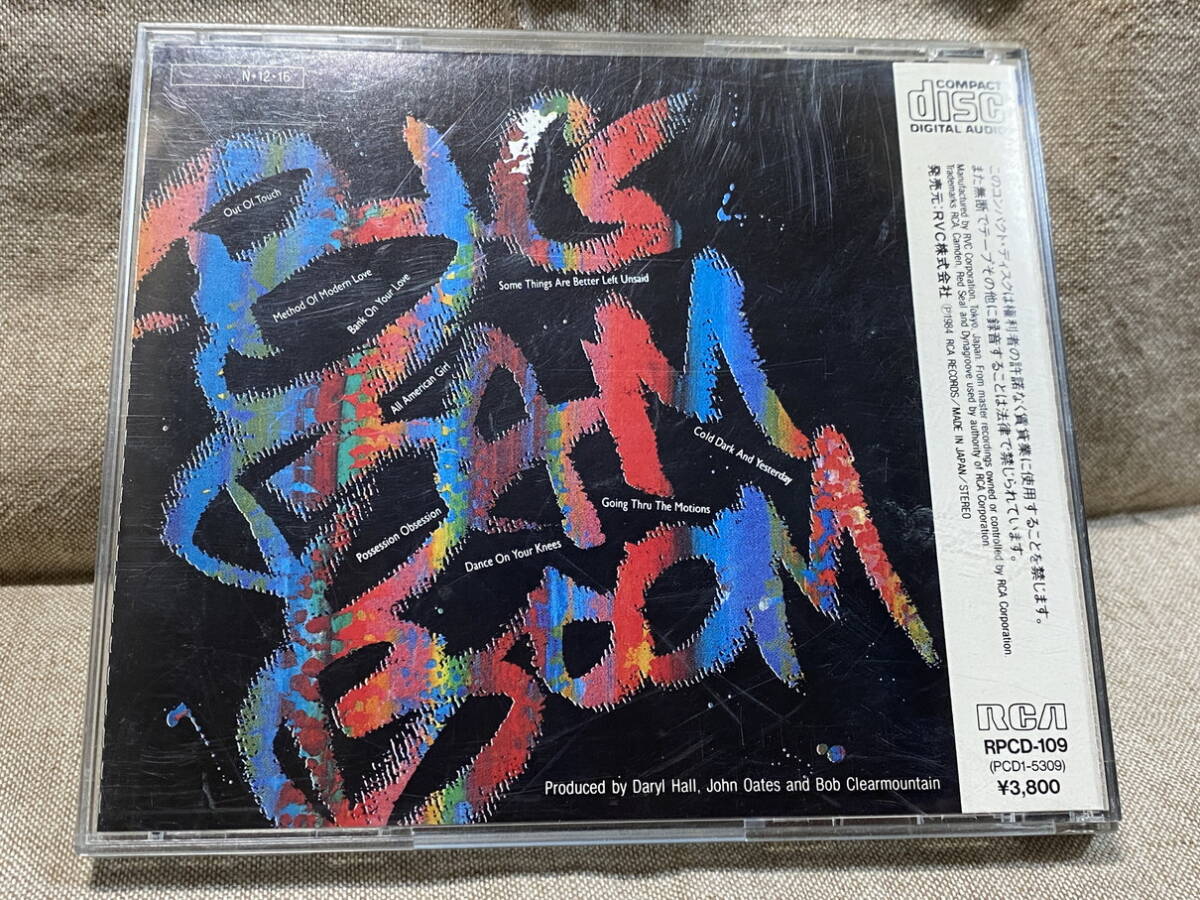 N・12・16
Out Of Touch
Method Of Modern Love
Bank On Your Love
Some Things Are Better Left Unsaid
All American Girl
Cold Dark And Yesterday
Going Thru The Motions
Possession Obsession
Dance On Your Knees
BIG
BAM
BOOM
Produced by Daryl Hall, John Oates and Bob Clearmountain
COMPACT
disc
DIGITAL AUDIO
このコンパクト・ディスクは権利者の許諾なく賃貸業に使用することを禁じます。
また無断でテープその他に録音することは法律で禁じられています。
Manufactured by RVC Corporation, Tokyo, Japan. From master recordings owned or controlled by RCA Corporation.
Trademarks RCA, Camden, Red Seal and Dynagroove used by authority of RCA Corporation.
発売元:RVC株式会社 Ⓟ1984 RCA RECORDS/MADE IN JAPAN/STEREO
RCA
RPCD-109
(PCD1-5309)
¥3,800